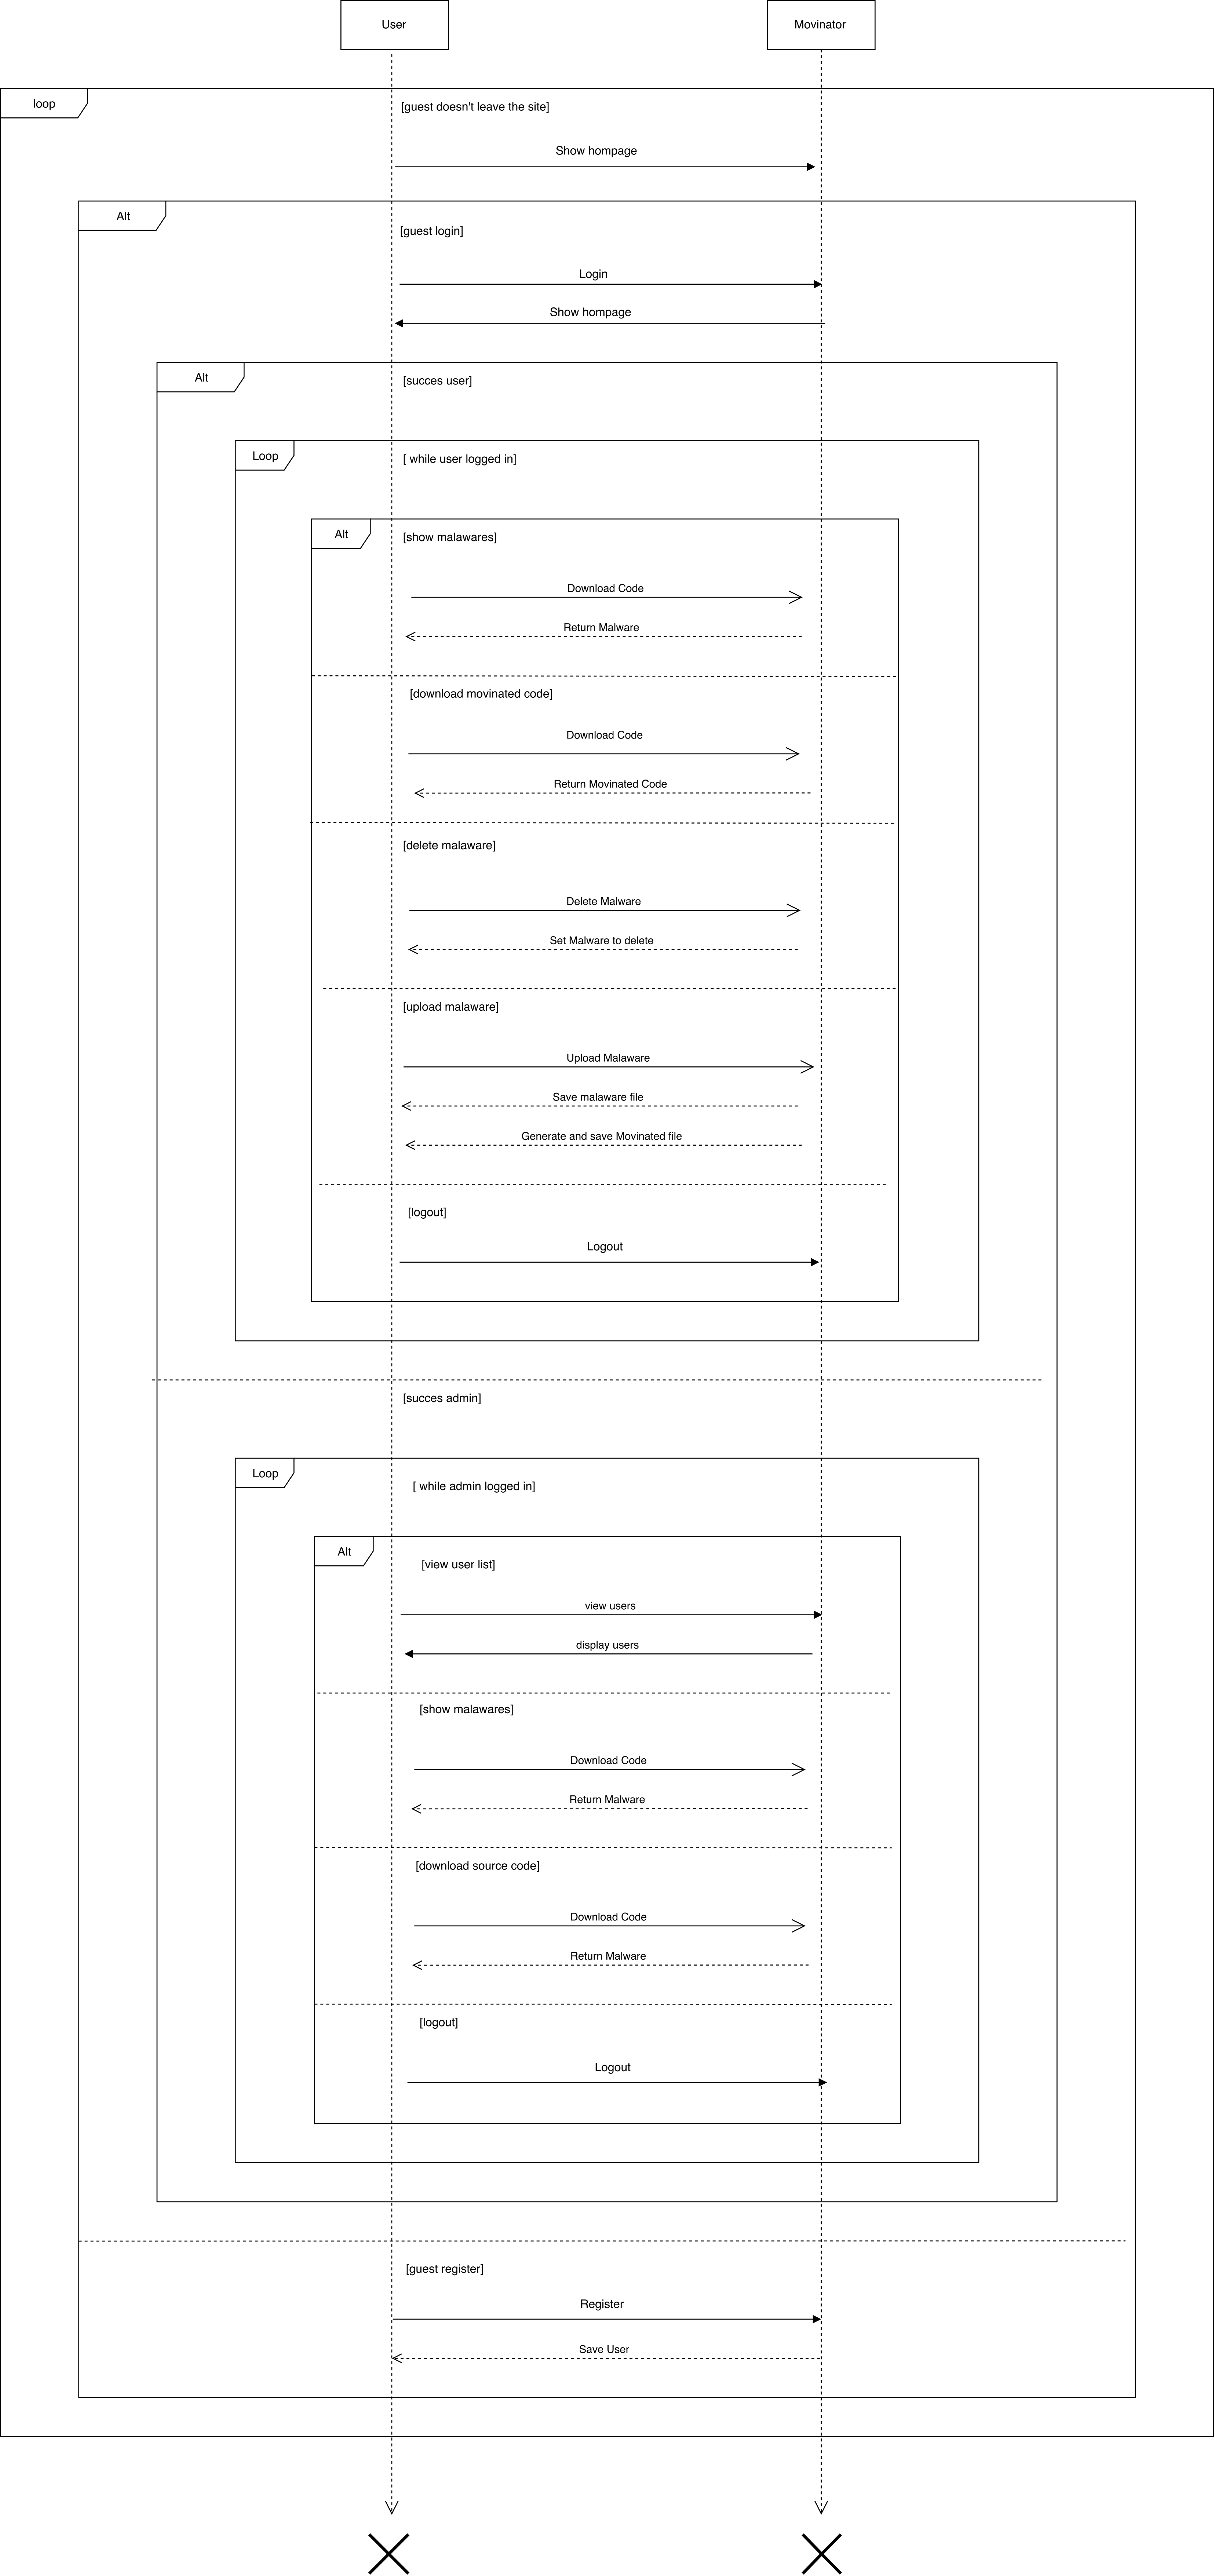 User
Movinator
loop
[guest doesn't leave the site]
Show hompage
Alt
[guest login]
Login
Show hompage
Alt
[succes user]
Loop
[ while user logged in]
Alt
[show malawares]
Download Code
Return Malware
[download movinated code]
Download Code
Return Movinated Code
[delete malaware]
Delete Malware
Set Malware to delete
[upload malaware]
Upload Malaware
Save malaware file
Generate and save Movinated file
[logout]
Logout
[succes admin]
Loop
[ while admin logged in]
Alt
[view user list]
view users
display users
[show malawares]
Download Code
Return Malware
[download source code]
Download Code
Return Malware
[logout]
Logout
[guest register]
Register
Save User